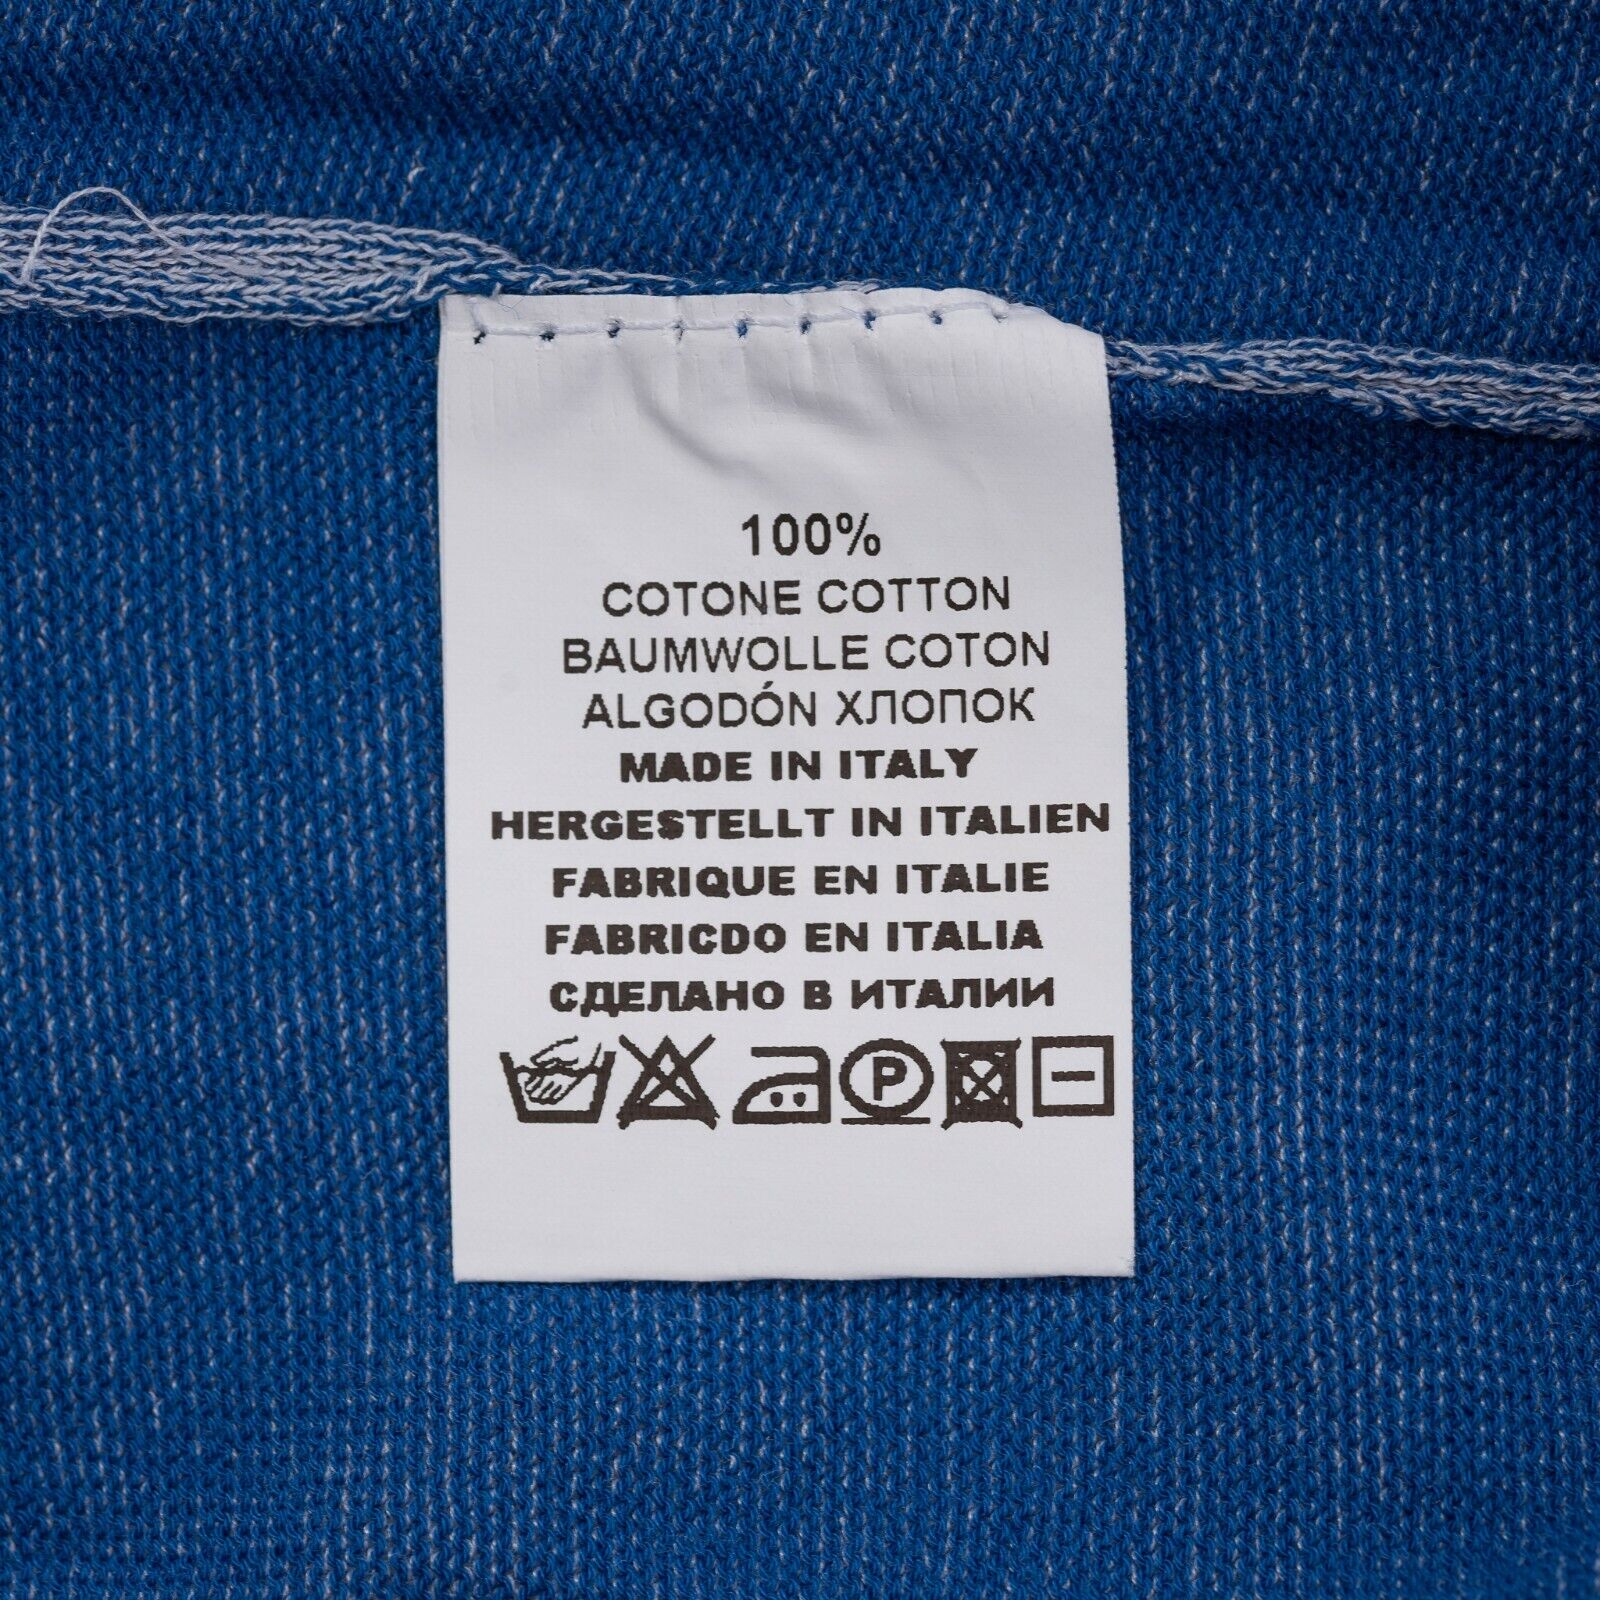 100%
COTONE COTTON
BAUMWOLLE COTON
ALGODÓN ХЛОПОК
MADE IN ITALY
HERGESTELLT IN ITALIEN
FABRIQUE EN ITALIE
FABRICDO EN ITALIA
СДЕЛАНО В ИТАЛИИ
P